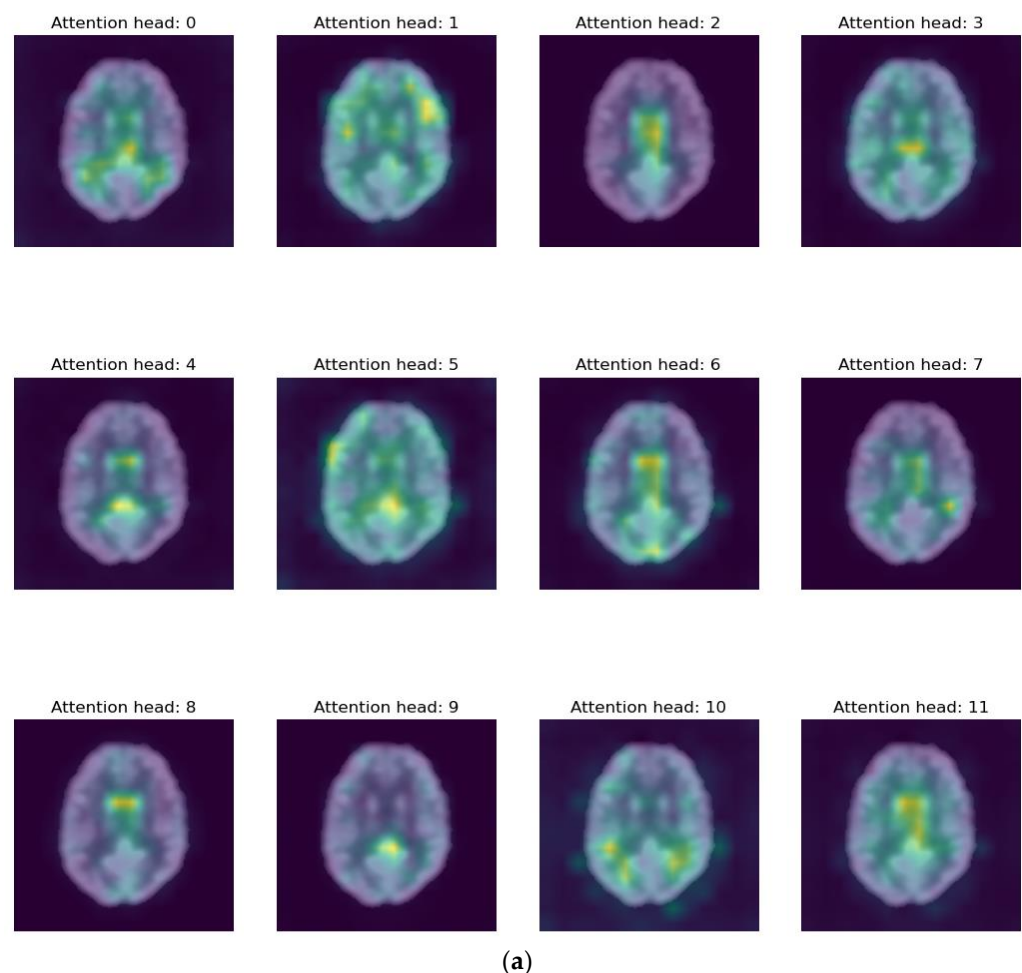 Attention head: 0
Attention head: 1
Attention head: 2
Attention head: 3
Attention head: 4
Attention head: 5
Attention head: 6
Attention head: 7
Attention head: 8
Attention head: 9
Attention head: 10
Attention head: 11
(a)